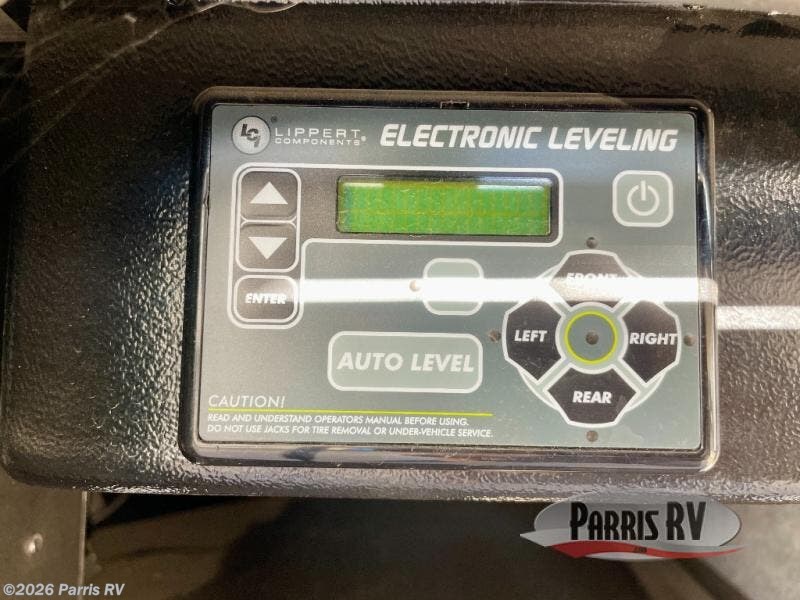 LCI LIPPERT COMPONENTS® ELECTRONIC LEVELING
ENTER
FRONT
LEFT
RIGHT
AUTO LEVEL
REAR
CAUTION!
READ AND UNDERSTAND OPERATORS MANUAL BEFORE USING.
DO NOT USE JACKS FOR TIRE REMOVAL OR UNDER-VEHICLE SERVICE.
PARRIS RV
©2026 Parris RV